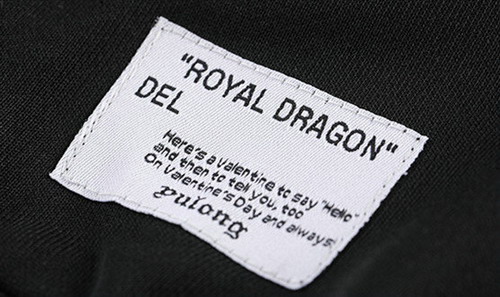 "ROYAL DRAGON"
DEL
Here's a Valentine to say "Hello"
and then to tell you, too
On Valentine's Day and always!
yulong